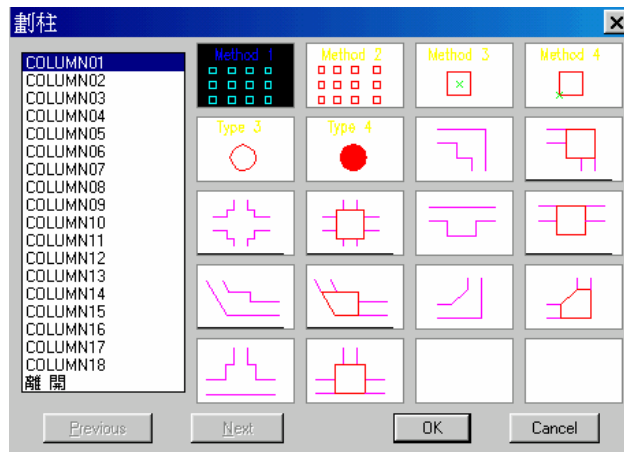 劃柱
COLUMN01
COLUMN02
COLUMN03
COLUMN04
COLUMN05
COLUMN06
COLUMN07
COLUMN08
COLUMN09
COLUMN10
COLUMN11
COLUMN12
COLUMN13
COLUMN14
COLUMN15
COLUMN16
COLUMN17
COLUMN18
離 開
Method 1
Method 2
Method 3
Method 4
Type 3
Type 4
Previous
Next
OK
Cancel